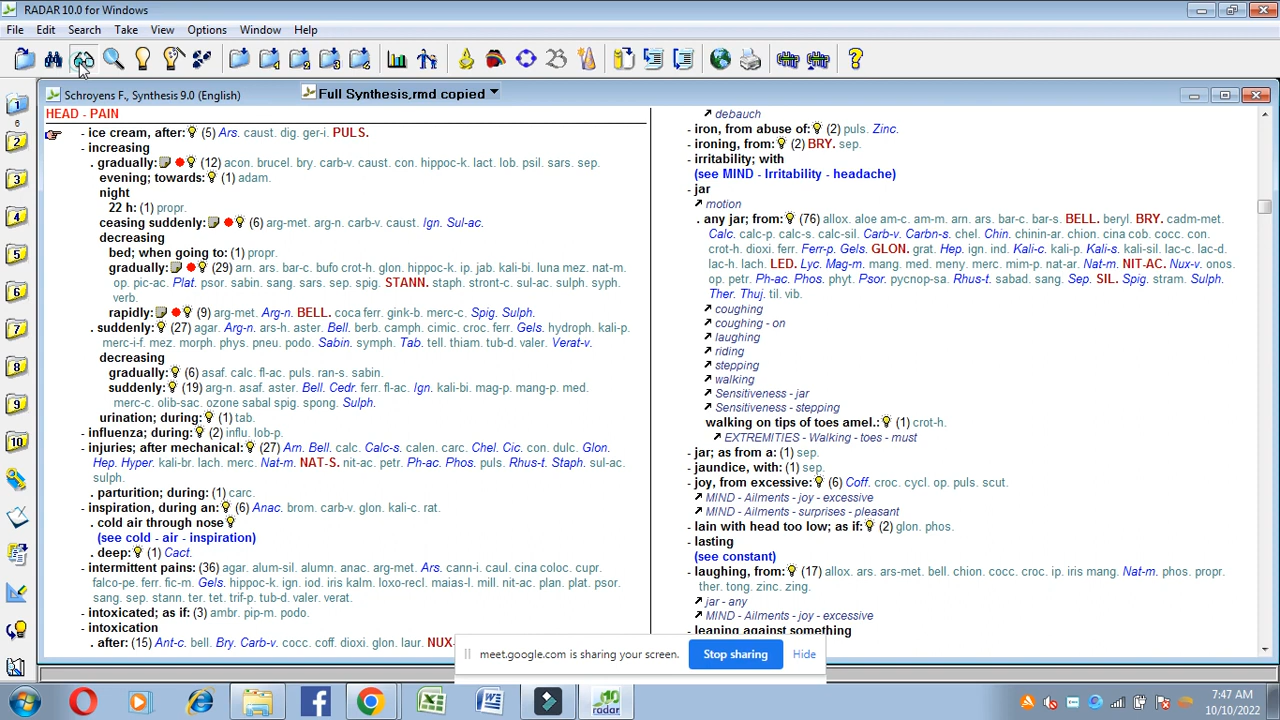 RADAR 10.0 for Windows
File Edit Search Take View Options Window Help
Schroyens F., Synthesis 9.0 (English)
Full Synthesis,rmd copied
HEAD - PAIN
- ice cream, after: (5) Ars. caust. dig. ger-i. PULS.
- increasing
. gradually: (12) acon. brucel. bry. carb-v. caust. con. hippoc-k. lact. lob. psil. sars. sep.
evening; towards: (1) adam.
night
22 h: (1) propr.
ceasing suddenly: (6) arg-met. arg-n. carb-v. caust. Ign. Sul-ac.
decreasing
bed; when going to: (1) propr.
gradually: (29) arn. ars. bar-c. bufo crot-h. glon. hippoc-k. ip. jab. kali-bi. luna mez. nat-m.
op. pic-ac. Plat. psor. sabin. sang. sars. sep. spig. STANN. staph. stront-c. sul-ac. sulph. syph.
verb.
rapidly: (9) arg-met. Arg-n. BELL. coca ferr. gink-b. merc-c. Spig. Sulph.
. suddenly: (27) agar. Arg-n. ars-h. aster. Bell. berb. camph. cimic. croc. ferr. Gels. hydroph. kali-p.
merc-i-f. mez. morph. phys. pneu. podo. Sabin. symph. Tab. tell. thiam. tub-d. valer. Verat-v.
decreasing
gradually: (6) asaf. calc. fl-ac. puls. ran-s. sabin.
suddenly: (19) arg-n. asaf. aster. Bell. Cedr. ferr. fl-ac. Ign. kali-bi. mag-p. mang-p. med.
merc-c. olib-sac. ozone sabal spig. spong. Sulph.
urination; during: (1) tab.
- influenza; during: (2) influ. lob-p.
- injuries; after mechanical: (27) Arn. Bell. calc. Calc-s. calen. carc. Chel. Cic. con. dulc. Glon.
Hep. Hyper. kali-br. lach. merc. Nat-m. NAT-S. nit-ac. petr. Ph-ac. Phos. puls. Rhus-t. Staph. sul-ac.
sulph.
. parturition; during: (1) carc.
- inspiration, during an: (6) Anac. brom. carb-v. glon. kali-c. rat.
. cold air through nose
(see cold - air - inspiration)
. deep: (1) Cact.
- intermittent pains: (36) agar. alum-sil. alumn. anac. arg-met. Ars. cann-i. caul. cina coloc. cupr.
falco-pe. ferr. fic-m. Gels. hippoc-k. ign. iod. iris kalm. loxo-recl. maias-l. mill. nit-ac. plan. plat. psor.
sang. sep. stann. ter. tet. trif-p. tub-d. valer. verat.
- intoxicated; as if: (3) ambr. pip-m. podo.
- intoxication
. after: (15) Ant-c. bell. Bry. Carb-v. cocc. coff. dioxi. glon. laur. NUX-
debauch
- iron, from abuse of: (2) puls. Zinc.
- ironing, from: (2) BRY. sep.
- irritability; with
(see MIND - Irritability - headache)
- jar
motion
. any jar; from: (76) allox. aloe am-c. am-m. arn. ars. bar-c. bar-s. BELL. beryl. BRY. cadm-met.
Calc. calc-p. calc-s. calc-sil. Carb-v. Carbn-s. chel. Chin. chinin-ar. chion. cina cob. cocc. con.
crot-h. dioxi. ferr. Ferr-p. Gels. GLON. grat. Hep. ign. ind. Kali-c. kali-p. Kali-s. kali-sil. lac-c. lac-d.
lac-h. lach. LED. Lyc. Mag-m. mang. med. meny. merc. mim-p. nat-ar. Nat-m. NIT-AC. Nux-v. onos.
op. petr. Ph-ac. Phos. phyt. Psor. pycnop-sa. Rhus-t. sabad. sang. Sep. SIL. Spig. stram. Sulph.
Ther. Thuj. til. vib.
coughing
coughing - on
laughing
riding
stepping
walking
Sensitiveness - jar
Sensitiveness - stepping
walking on tips of toes amel.: (1) crot-h.
EXTREMITIES - Walking - toes - must
- jar; as from a: (1) sep.
- jaundice, with: (1) sep.
- joy, from excessive: (6) Coff. croc. cycl. op. puls. scut.
MIND - Ailments - joy - excessive
MIND - Ailments - surprises - pleasant
- lain with head too low; as if: (2) glon. phos.
- lasting
(see constant)
- laughing, from: (17) allox. ars. ars-met. bell. chion. cocc. croc. ip. iris mang. Nat-m. phos. propr.
ther. tong. zinc. zing.
jar - any
MIND - Ailments - joy - excessive
- leaning against something
meet.google.com is sharing your screen. Stop sharing Hide
7:47 AM
10/10/2022